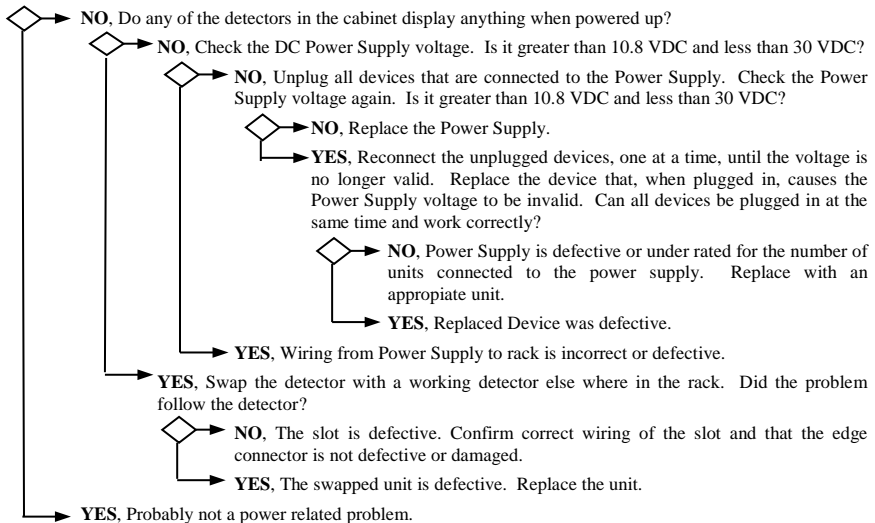 NO, Do any of the detectors in the cabinet display anything when powered up?
NO, Check the DC Power Supply voltage. Is it greater than 10.8 VDC and less than 30 VDC?
NO, Unplug all devices that are connected to the Power Supply. Check the Power
Supply voltage again. Is it greater than 10.8 VDC and less than 30 VDC?
NO, Replace the Power Supply.
YES, Reconnect the unplugged devices, one at a time, until the voltage is
no longer valid. Replace the device that, when plugged in, causes the
Power Supply voltage to be invalid. Can all devices be plugged in at the
same time and work correctly?
NO, Power Supply is defective or under rated for the number of
units connected to the power supply. Replace with an
appropiate unit.
YES, Replaced Device was defective.
YES, Wiring from Power Supply to rack is incorrect or defective.
YES, Swap the detector with a working detector else where in the rack. Did the problem
follow the detector?
NO, The slot is defective. Confirm correct wiring of the slot and that the edge
connector is not defective or damaged.
YES, The swapped unit is defective. Replace the unit.
YES, Probably not a power related problem.